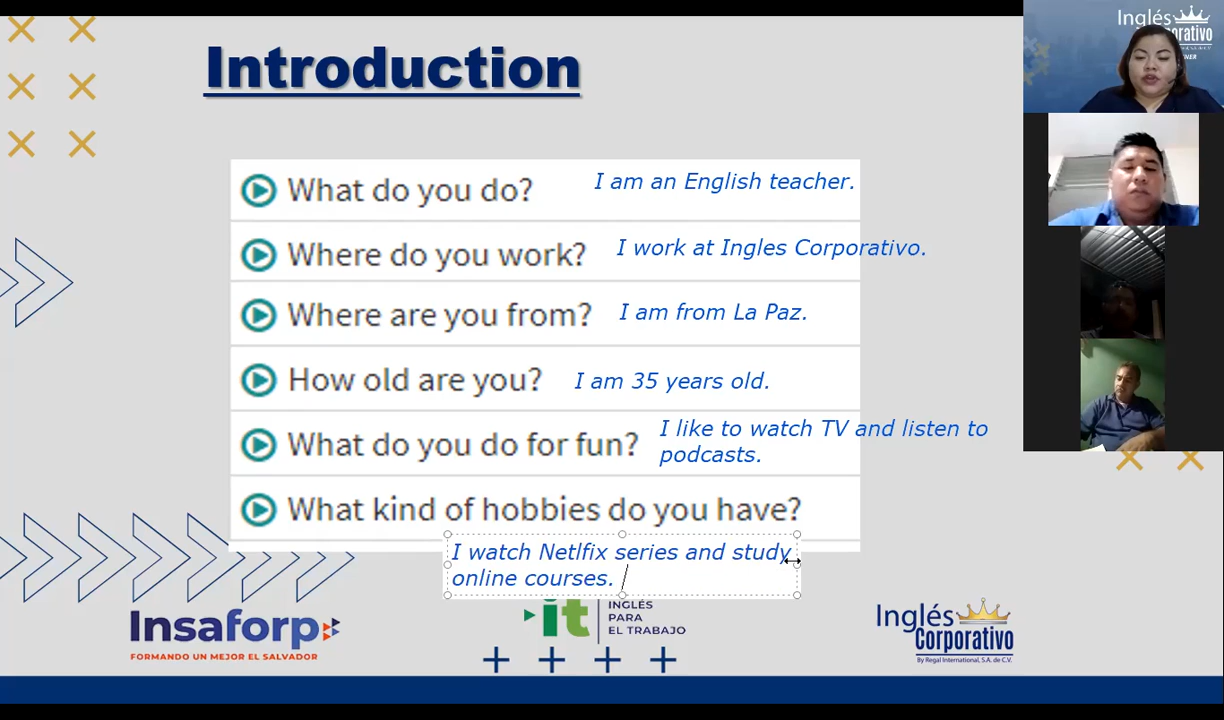 Introduction
What do you do?
I am an English teacher.
Where do you work?
I work at Ingles Corporativo.
Where are you from?
I am from La Paz.
How old are you?
I am 35 years old.
What do you do for fun?
I like to watch TV and listen to
podcasts.
What kind of hobbies do you have?
I watch Netlfix series and study
online courses.
Insaforp
FORMANDO UN MEJOR EL SALVADOR
it
INGLÉS
PARA
EL TRABAJO
Inglés
Corporativo
By Regal International, S.A. de C.V.
Inglés